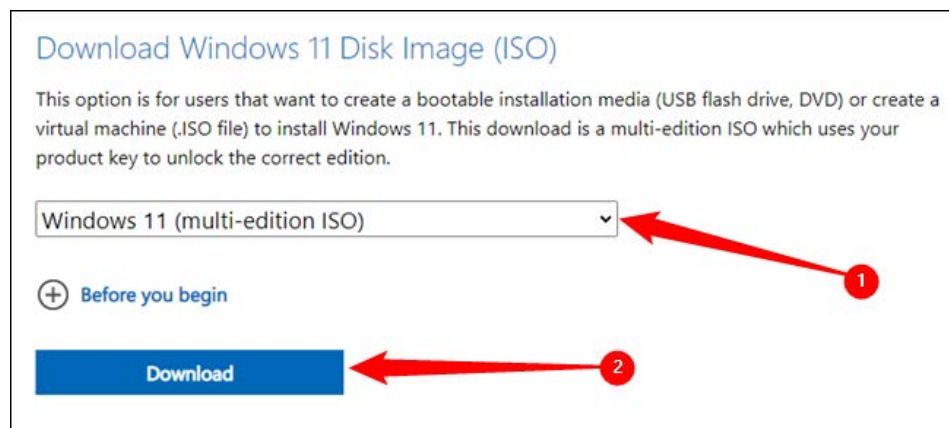 Download Windows 11 Disk Image (ISO)
This option is for users that want to create a bootable installation media (USB flash drive, DVD) or create a
virtual machine (.ISO file) to install Windows 11. This download is a multi-edition ISO which uses your
product key to unlock the correct edition.
Windows 11 (multi-edition ISO)
1
Before you begin
Download
2